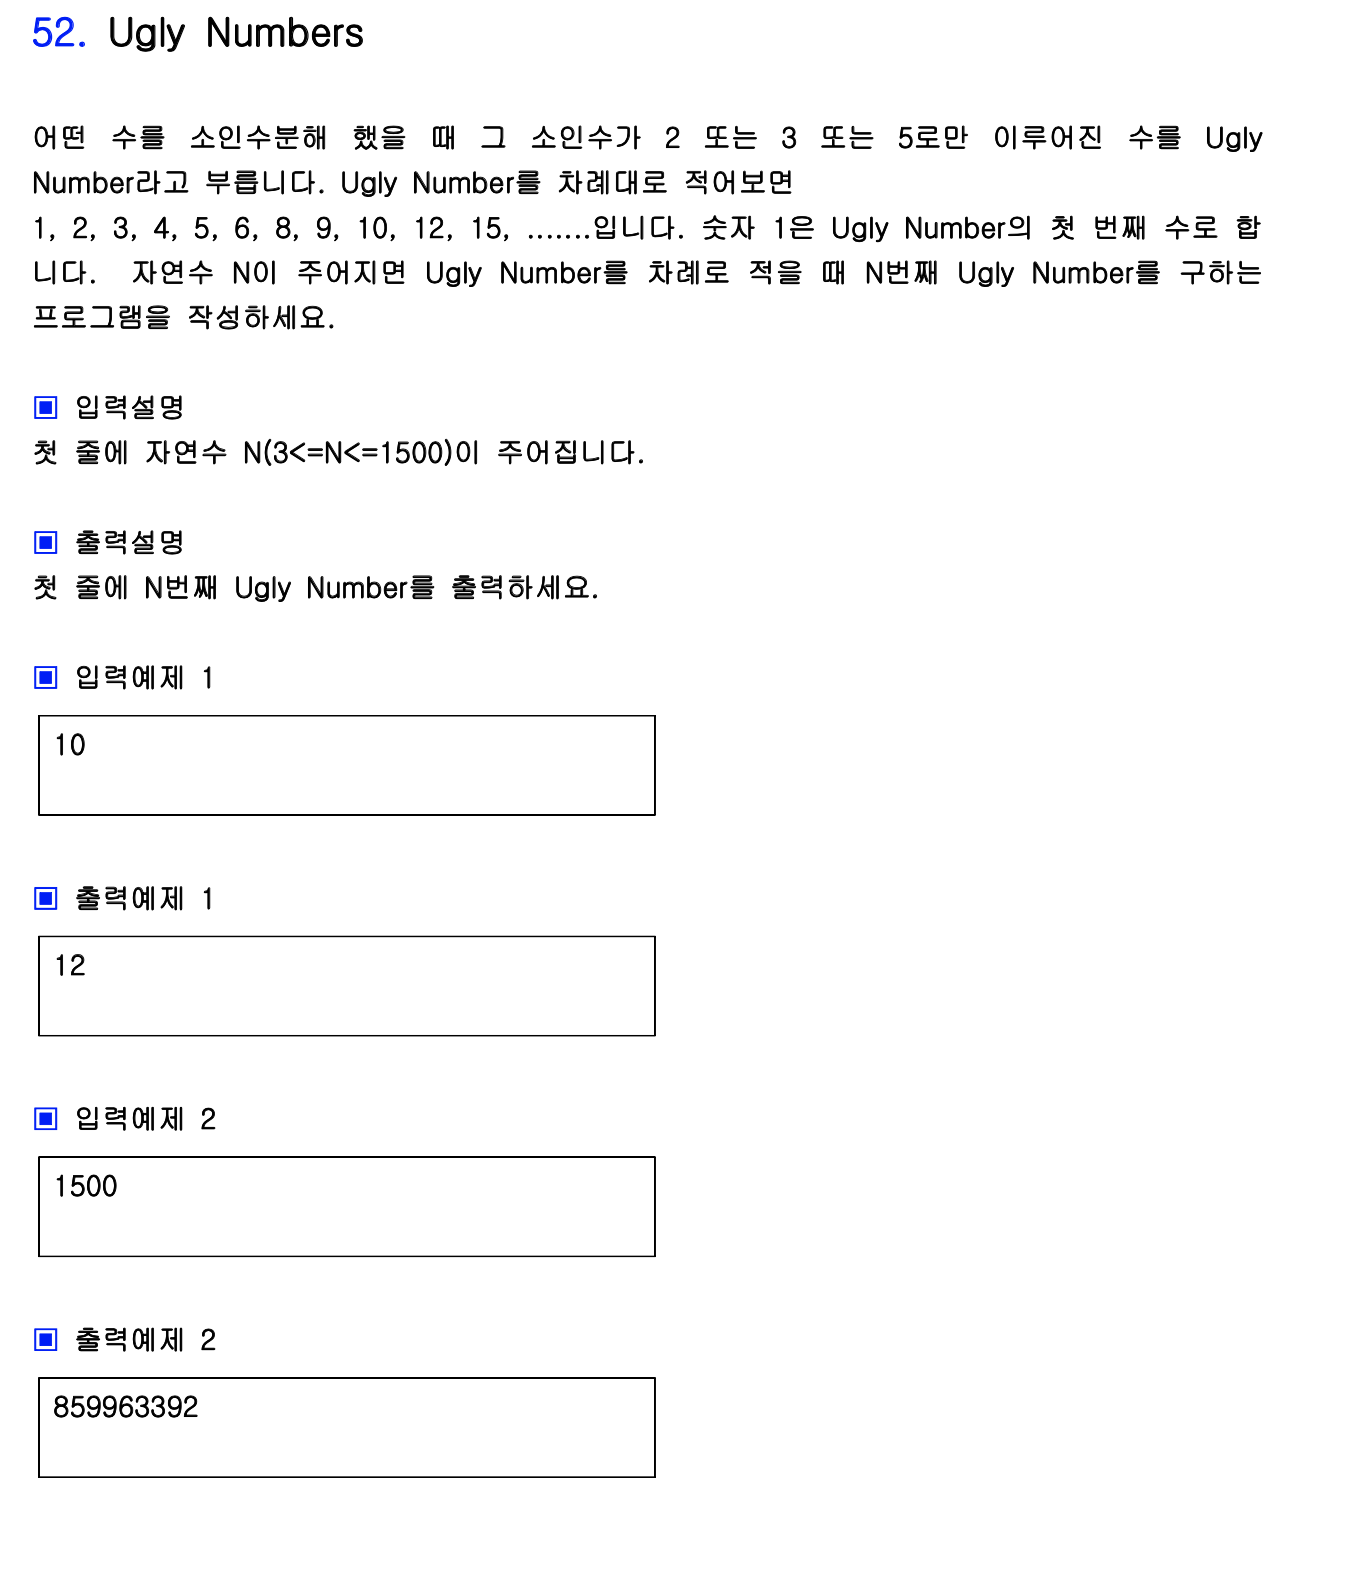 52. Ugly Numbers
어떤 수를 소인수분해 했을 때 그 소인수가 2 또는 3 또는 5로만 이루어진 수를 Ugly
Number라고 부릅니다. Ugly Number를 차례대로 적어보면
1, 2, 3, 4, 5, 6, 8, 9, 10, 12, 15, .......입니다. 숫자 1은 Ugly Number의 첫 번째 수로 합
니다. 자연수 N이 주어지면 Ugly Number를 차례로 적을 때 N번째 Ugly Number를 구하는
프로그램을 작성하세요.
▣ 입력설명
첫 줄에 자연수 N(3<=N<=1500)이 주어집니다.
▣ 출력설명
첫 줄에 N번째 Ugly Number를 출력하세요.
▣ 입력예제 1
10
▣ 출력예제 1
12
▣ 입력예제 2
1500
▣ 출력예제 2
859963392